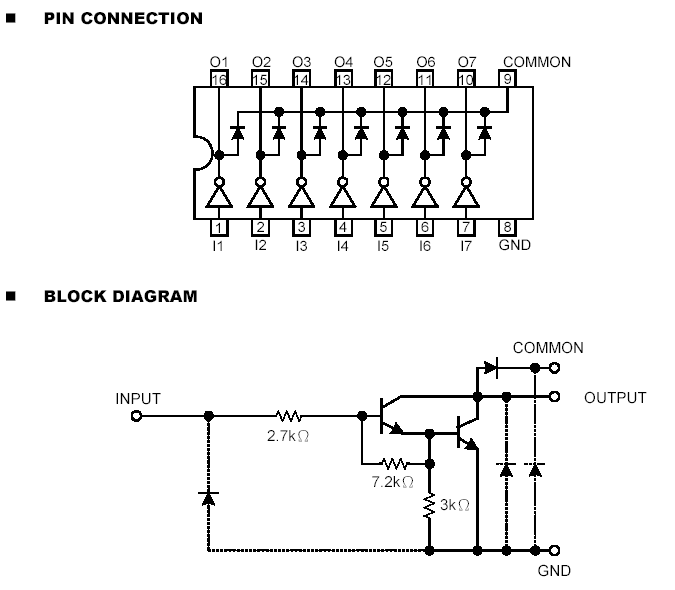 ■ PIN CONNECTION
O1 O2 O3 O4 O5 O6 O7 COMMON
16 15 14 13 12 11 10 9
1 2 3 4 5 6 7 8
I1 I2 I3 I4 I5 I6 I7 GND
■ BLOCK DIAGRAM
COMMON
INPUT
OUTPUT
2.7kΩ
7.2kΩ
3kΩ
GND